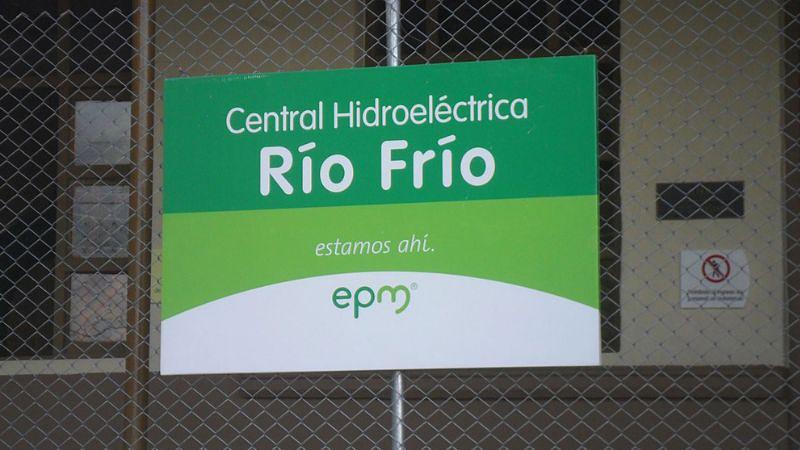 Central Hidroeléctrica
Río Frío
estamos ahí.
epm®